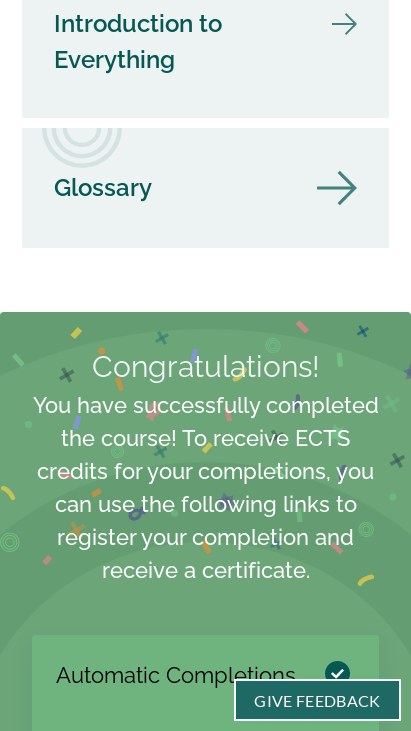 Introduction to
Everything
Glossary
Congratulations!
You have successfully completed
the course! To receive ECTS
credits for your completions, you
can use the following links to
register your completion and
receive a certificate.
Automatic Completions
GIVE FEEDBACK